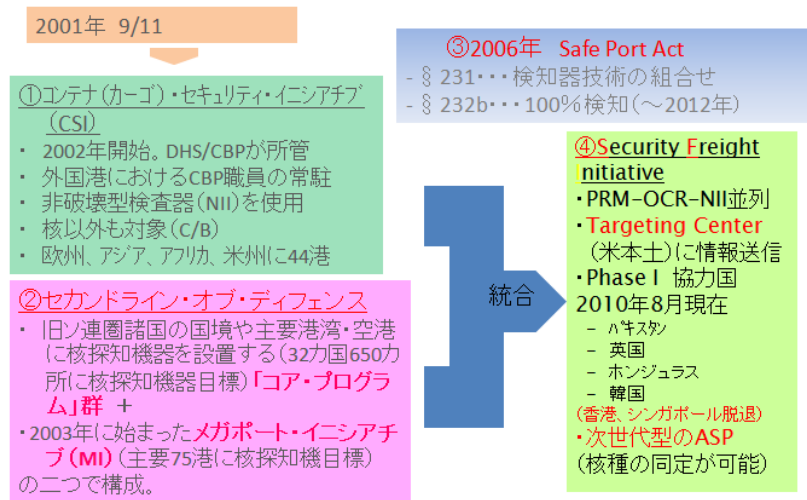 2001年 9/11
①コンテナ(カーゴ)・セキュリティ・イニシアチブ
(CSI)
・ 2002年開始。DHS/CBPが所管
・ 外国港におけるCBP職員の常駐
・ 非破壊型検査器(NII)を使用
・ 核以外も対象(C/B)
・ 欧州、アジア、アフリカ、米州に44港
②セカンドライン・オブ・ディフェンス
・ 旧ソ連圏諸国の国境や主要港湾・空港
に核探知機器を設置する(32カ国650カ
所に核探知機器目標)「コア・プログラ
ム」群 +
・2003年に始まったメガポート・イニシアチ
ブ(MI)(主要75港に核探知機目標)
の二つで構成。
統合
③2006年 Safe Port Act
- §231・・・検知器技術の組合せ
- §232b・・・100%検知(~2012年)
④Security Freight
Initiative
・PRM-OCR-NII並列
・Targeting Center
(米本土)に情報送信
・Phase I 協力国
2010年8月現在
– パキスタン
– 英国
– ホンジュラス
– 韓国
(香港、シンガポール脱退)
・次世代型のASP
(核種の同定が可能)